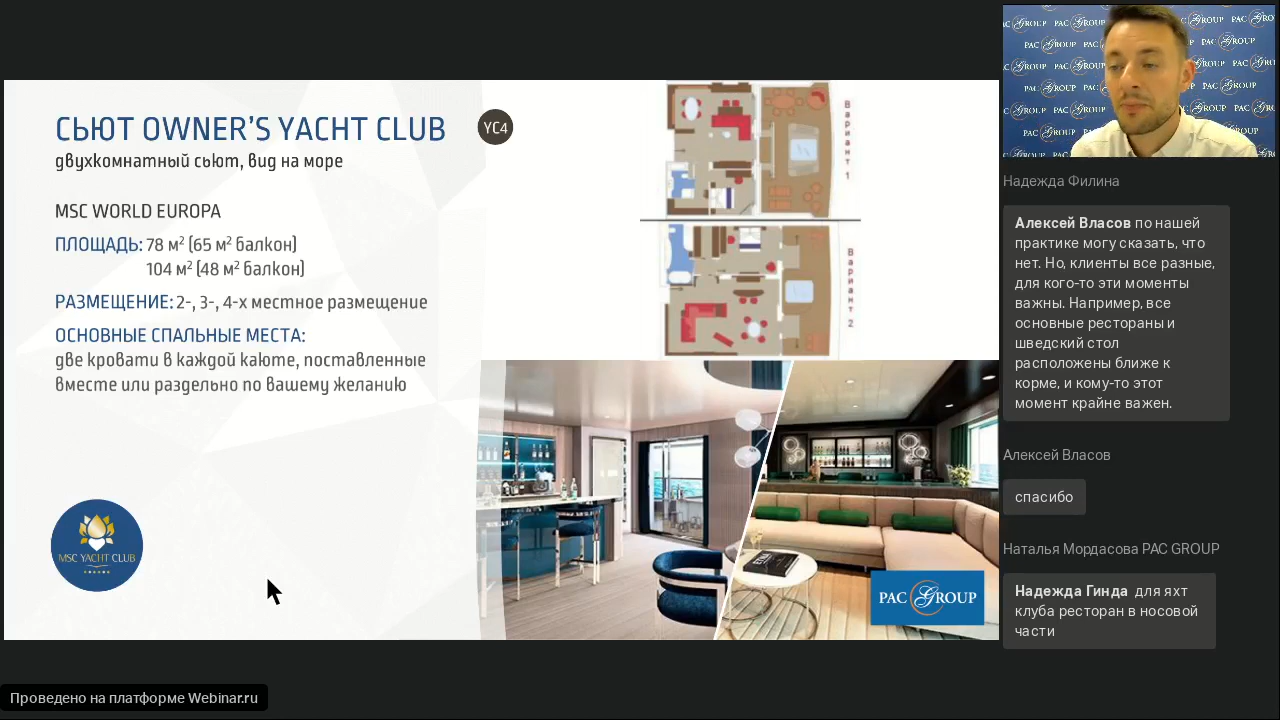 СЬЮТ OWNER'S YACHT CLUB
YC4
двухкомнатный сьют, вид на море
MSC WORLD EUROPA
ПЛОЩАДЬ: 78 м² (65 м² балкон)
104 м² (48 м² балкон)
РАЗМЕЩЕНИЕ: 2-, 3-, 4-х местное размещение
ОСНОВНЫЕ СПАЛЬНЫЕ МЕСТА:
две кровати в каждой каюте, поставленные
вместе или раздельно по вашему желанию
MSC YACHT CLUB
Вариант 1
Вариант 2
PAC GROUP
Надежда Филина
Алексей Власов по нашей
практике могу сказать, что
нет. Но, клиенты все разные,
для кого-то эти моменты
важны. Например, все
основные рестораны и
шведский стол
расположены ближе к
корме, и кому-то этот
момент крайне важен.
Алексей Власов
спасибо
Наталья Мордасова PAC GROUP
Надежда Гинда для яхт
клуба ресторан в носовой
части
Проведено на платформе Webinar.ru